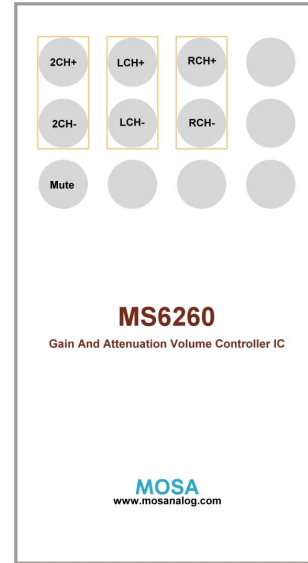 2CH+ LCH+ RCH+
2CH- LCH- RCH-
Mute
MS6260
Gain And Attenuation Volume Controller IC
MOSA
www.mosanalog.com